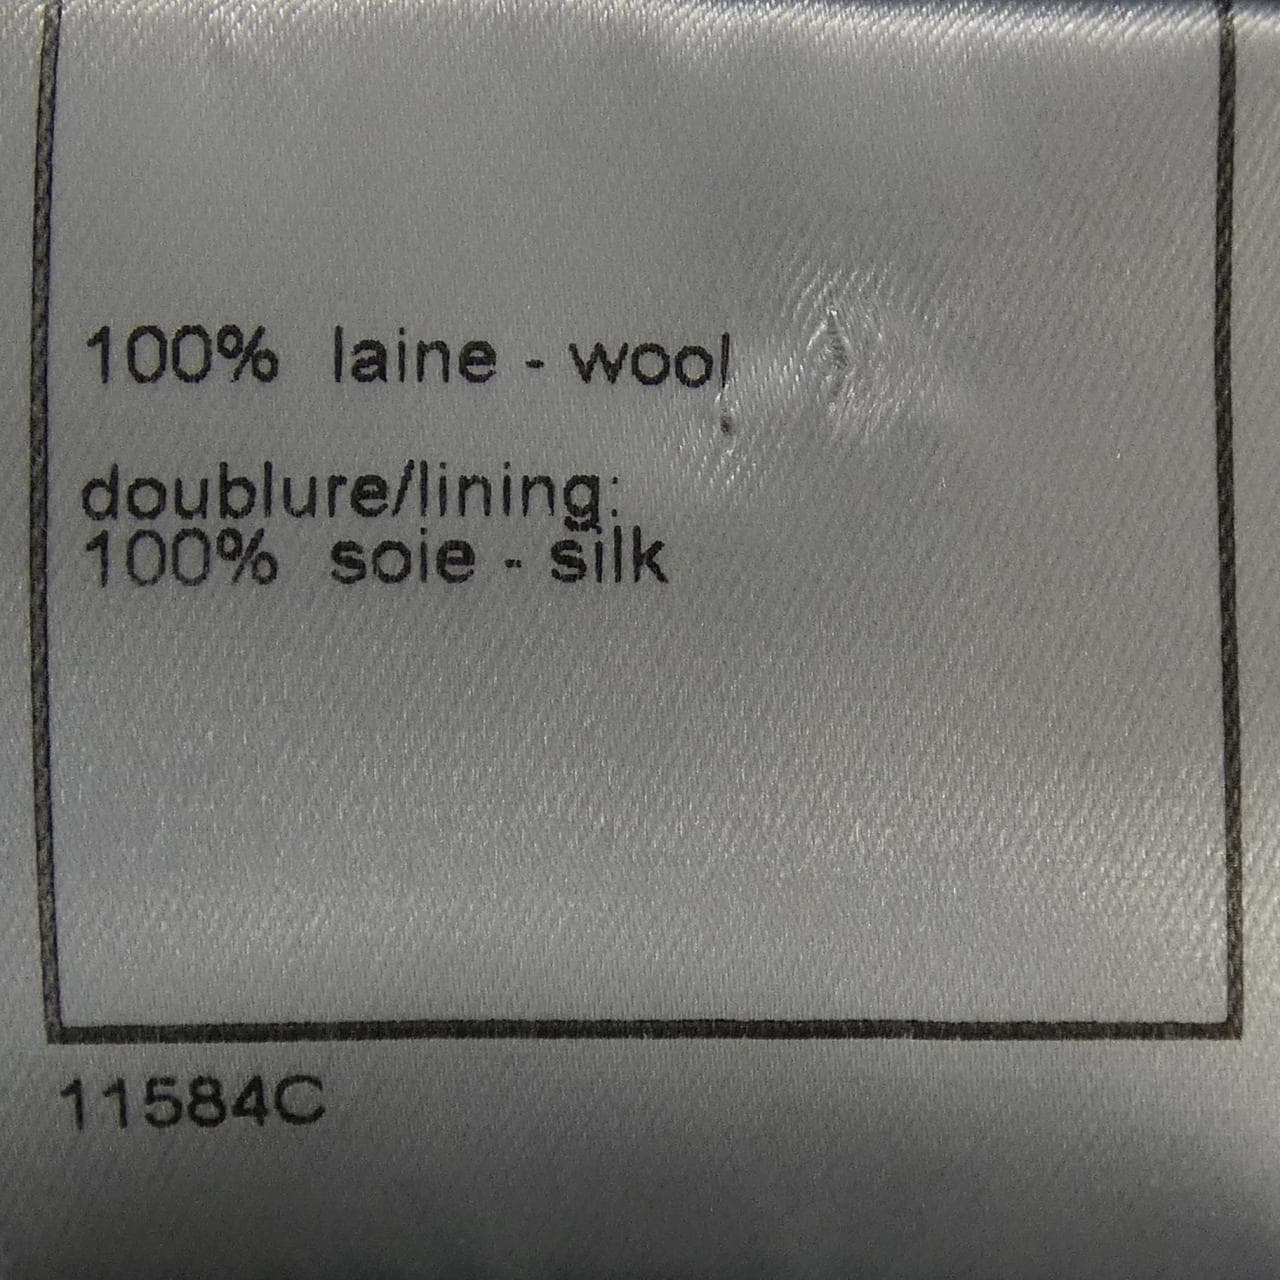 100% laine - wool
doublure/lining:
100% soie - silk
11584C